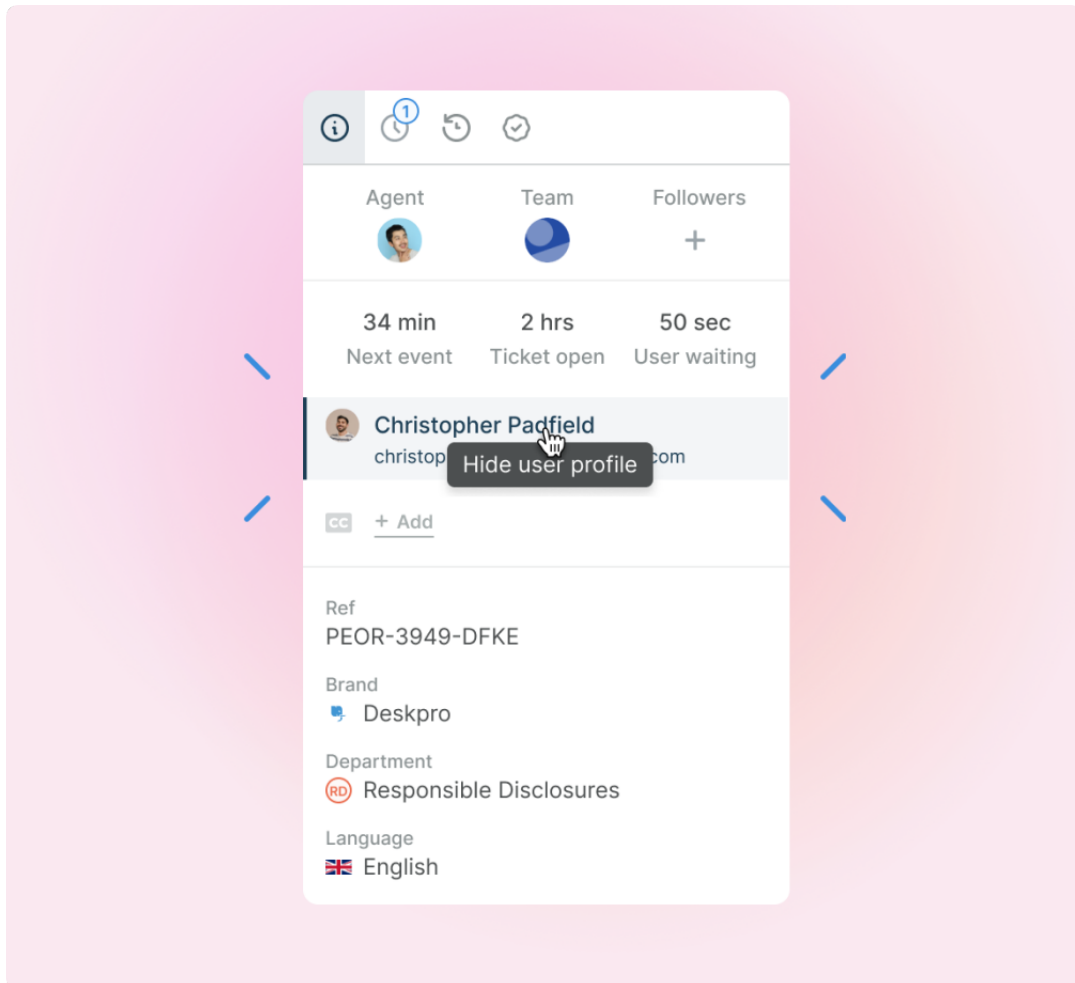 1
Agent Team Followers
+
34 min 2 hrs 50 sec
Next event Ticket open User waiting
Christopher Padfield
christop com
Hide user profile
CC + Add
Ref
PEOR-3949-DFKE
Brand
Deskpro
Department
RD Responsible Disclosures
Language
English